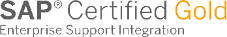 SAP® Certified Gold
Enterprise Support Integration